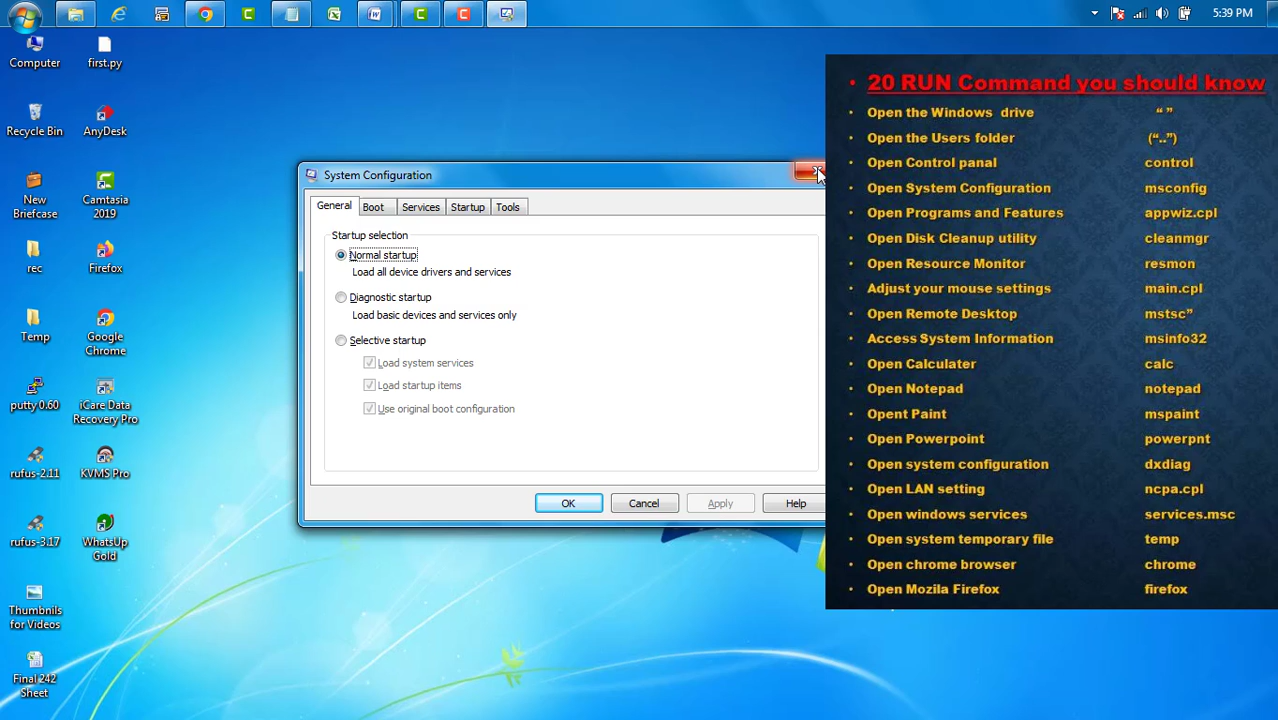 5:39 PM
Computer
first.py
Recycle Bin
AnyDesk
New
Briefcase
Camtasia
2019
rec
Firefox
Temp
Google
Chrome
putty 0.60
iCare Data
Recovery Pro
rufus-2.11
KVMS Pro
rufus-3.17
WhatsUp
Gold
Thumbnils
for Videos
Final 242
Sheet
System Configuration
General Boot Services Startup Tools
Startup selection
Normal startup
Load all device drivers and services
Diagnostic startup
Load basic devices and services only
Selective startup
Load system services
Load startup items
Use original boot configuration
OK Cancel Apply Help
• 20 RUN Command you should know
• Open the Windows drive “ ”
• Open the Users folder (“..”)
• Open Control panal control
• Open System Configuration msconfig
• Open Programs and Features appwiz.cpl
• Open Disk Cleanup utility cleanmgr
• Open Resource Monitor resmon
• Adjust your mouse settings main.cpl
• Open Remote Desktop mstsc”
• Access System Information msinfo32
• Open Calculater calc
• Open Notepad notepad
• Opent Paint mspaint
• Open Powerpoint powerpnt
• Open system configuration dxdiag
• Open LAN setting ncpa.cpl
• Open windows services services.msc
• Open system temporary file temp
• Open chrome browser chrome
• Open Mozila Firefox firefox